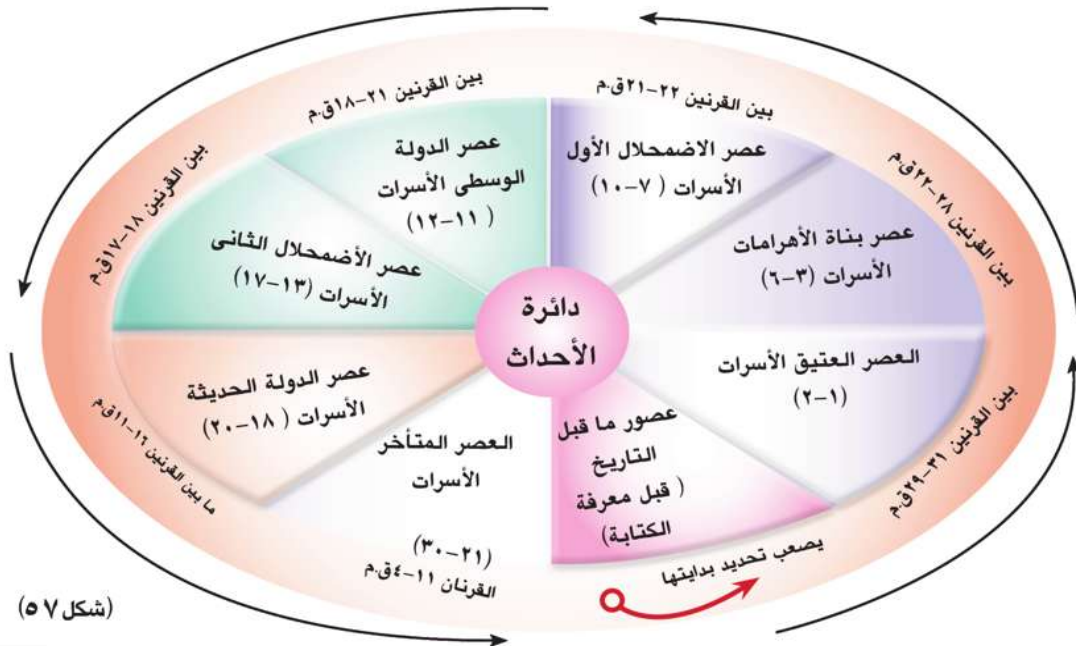 دائرة
الأحداث
عصور ما قبل
التاريخ
( قبل معرفة
الكتابة)
يصعب تحديد بدايتها
العصر العتيق الأسرات
(١-٢)
بين القرنين ٣١-٢٩ق.م
عصر بناة الأهرامات
الأسرات (٣-٦)
بين القرنين ٢٨-٢٢ق.م
عصر الاضمحلال الأول
الأسرات (٧-١٠)
بين القرنين ٢٢-٢١ق.م
عصر الدولة
الوسطى الأسرات
(١١-١٢ )
بين القرنين ٢١-١٨ق.م
عصر الأضمحلال الثانى
الأسرات (١٣-١٧)
بين القرنين ١٨-١٧ق.م
عصر الدولة الحديثة
الأسرات (١٨-٢٠)
ما بين القرنين ١٦-١١ق.م
العصر المتأخر
الأسرات
(٢١-٣٠)
القرنان ١١-٤ق.م
(شكل ٥٧)